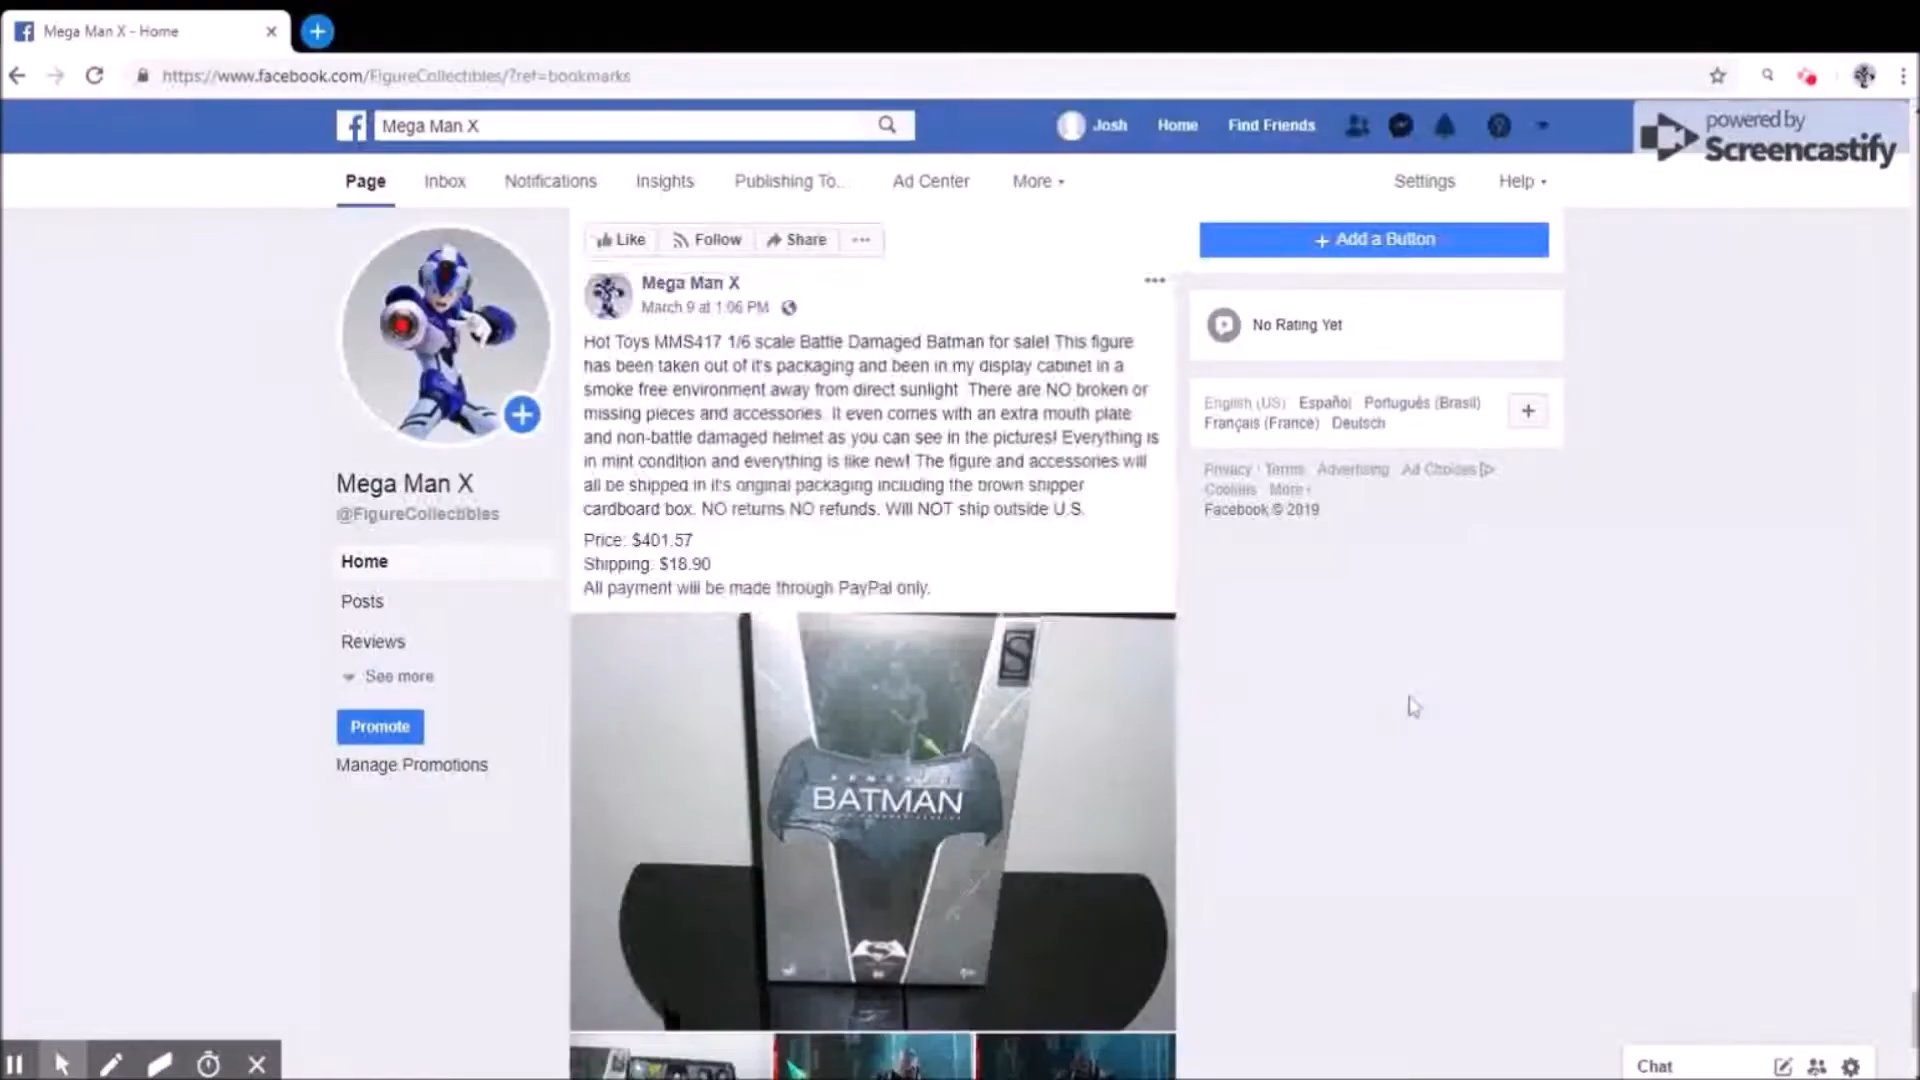 Mega Man X - Home
https://www.facebook.com/FigureCollectibles/?ref=bookmarks
Mega Man X
Josh
Home
Find Friends
powered by
Screencastify
Page
Inbox
Notifications
Insights
Publishing To...
Ad Center
More
Settings
Help
Like
Follow
Share
+ Add a Button
Mega Man X
March 9 at 1:06 PM
Hot Toys MMS417 1/6 scale Battle Damaged Batman for sale! This figure
has been taken out of it's packaging and been in my display cabinet in a
smoke free environment away from direct sunlight. There are NO broken or
missing pieces and accessories. It even comes with an extra mouth plate
and non-battle damaged helmet as you can see in the pictures! Everything is
in mint condition and everything is like new! The figure and accessories will
all be shipped in it's original packaging including the brown shipper
cardboard box. NO returns NO refunds. Will NOT ship outside U.S.
Price: $401.57
Shipping: $18.90
All payment will be made through PayPal only.
BATMAN
Mega Man X
@FigureCollectibles
Home
Posts
Reviews
See more
Promote
Manage Promotions
No Rating Yet
English (US) · Español · Português (Brasil) ·
Français (France) · Deutsch
Privacy · Terms · Advertising · Ad Choices ·
Cookies · More
Facebook © 2019
Chat